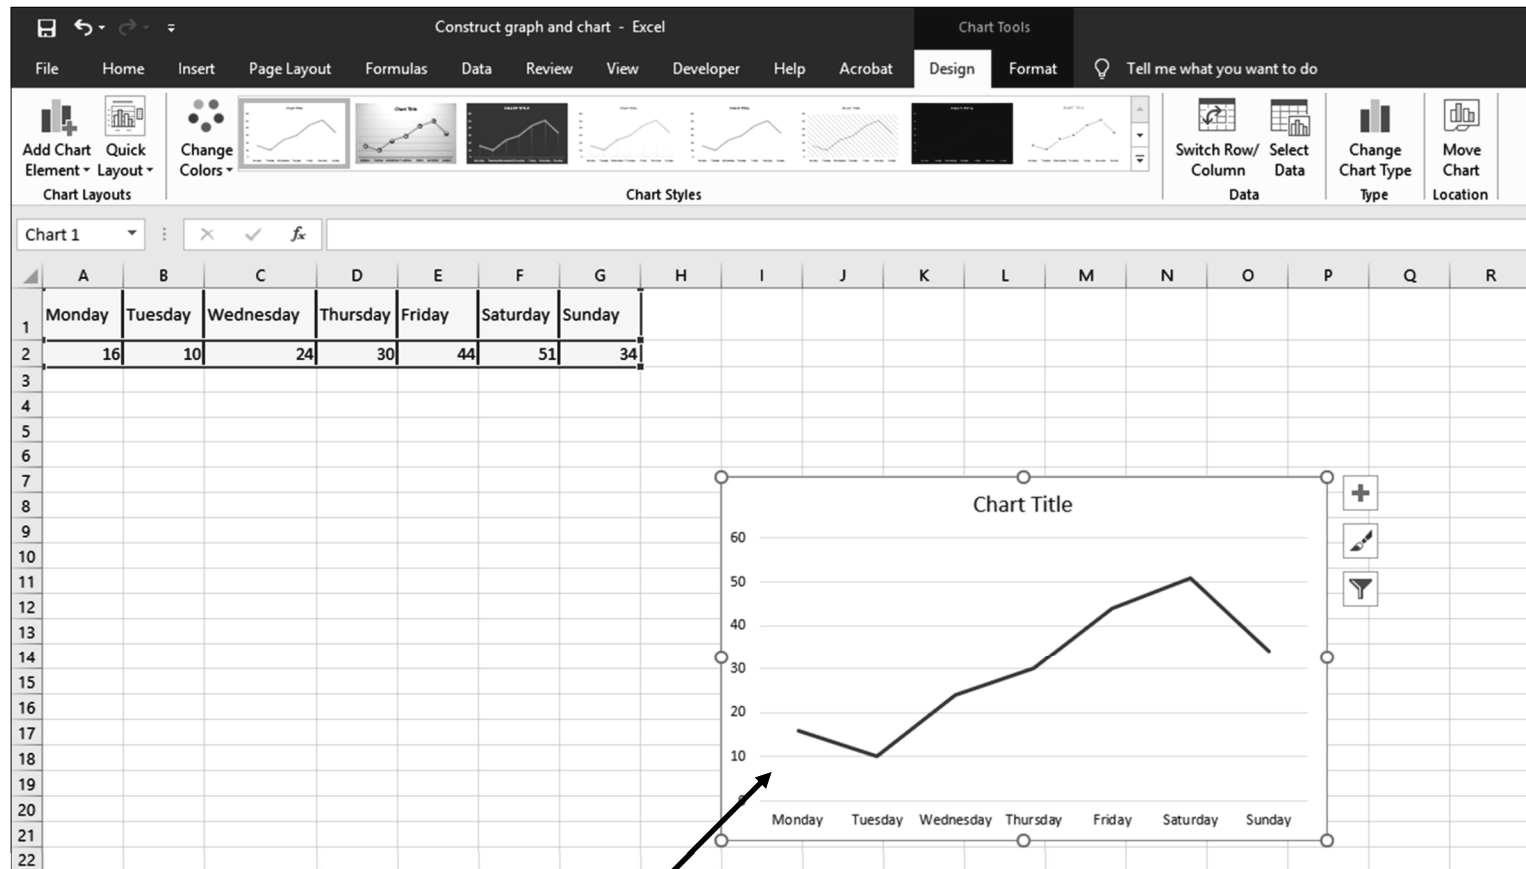 Construct graph and chart - Excel
Chart Tools
File Home Insert Page Layout Formulas Data Review View Developer Help Acrobat Design Format Tell me what you want to do
Add Chart Element
Quick Layout
Change Colors
Switch Row/ Column
Select Data
Change Chart Type
Move Chart
Chart Layouts Chart Styles Data Type Location
Chart 1 fx
A B C D E F G H I J K L M N O P Q R
1 Monday Tuesday Wednesday Thursday Friday Saturday Sunday
2 16 10 24 30 44 51 34
3
4
5
6
7
8
9
10
11
12
13
14
15
16
17
18
19
20
21
22
Chart Title
60
50
40
30
20
10
Monday Tuesday Wednesday Thursday Friday Saturday Sunday